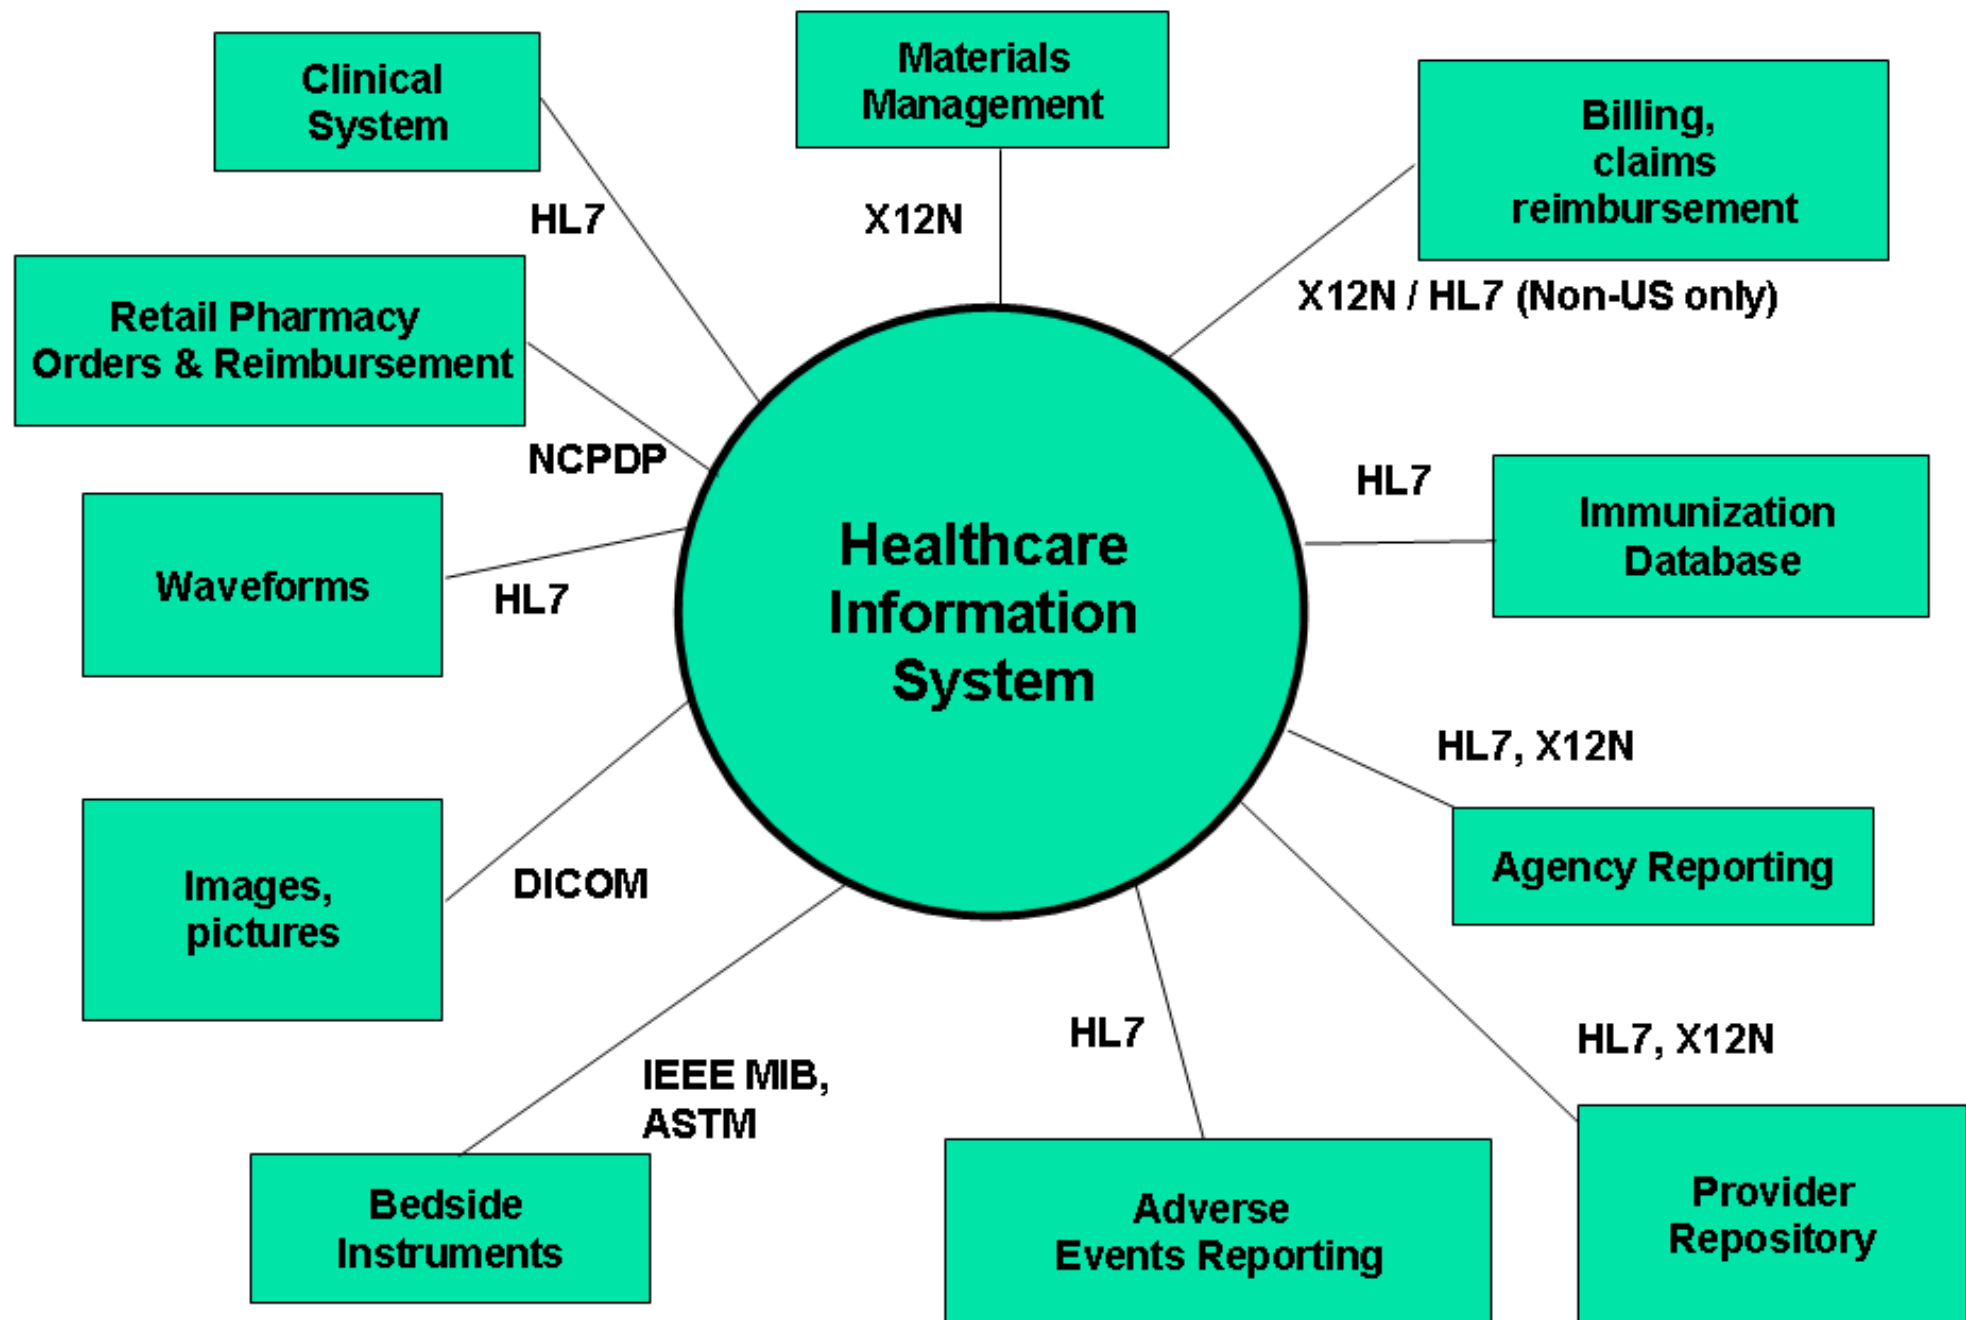 Clinical
System
Materials
Management
Billing,
claims
reimbursement
HL7
X12N
X12N / HL7 (Non-US only)
Retail Pharmacy
Orders & Reimbursement
NCPDP
HL7
Immunization
Database
Waveforms
HL7
Healthcare
Information
System
HL7, X12N
Agency Reporting
Images,
pictures
DICOM
HL7
HL7, X12N
IEEE MIB,
ASTM
Bedside
Instruments
Adverse
Events Reporting
Provider
Repository